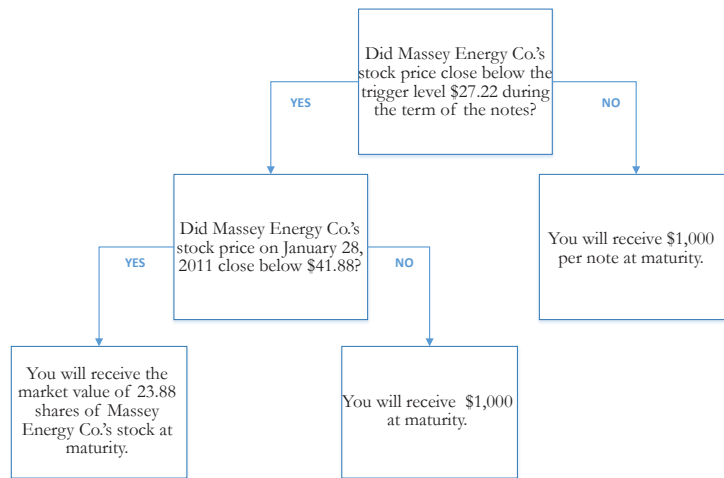 Did Massey Energy Co.'s
stock price close below the
trigger level $27.22 during
the term of the notes?
YES
NO
Did Massey Energy Co.'s
stock price on January 28,
2011 close below $41.88?
You will receive $1,000
per note at maturity.
YES
NO
You will receive the
market value of 23.88
shares of Massey
Energy Co.'s stock at
maturity.
You will receive $1,000
at maturity.